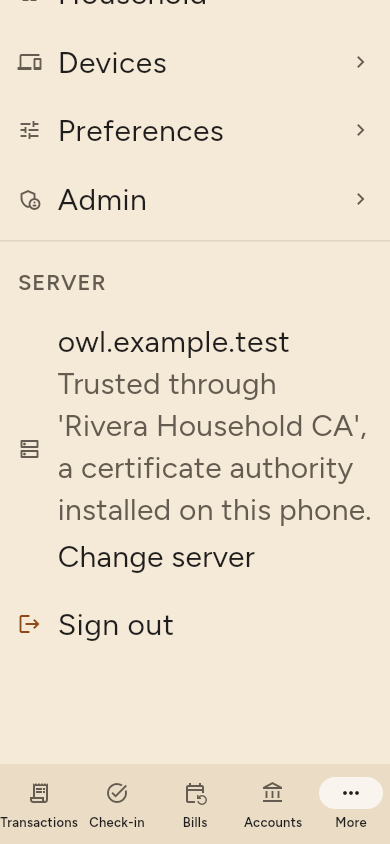 Household
Devices
Preferences
Admin
SERVER
owl.example.test
Trusted through
'Rivera Household CA',
a certificate authority
installed on this phone.
Change server
Sign out
Transactions
Check-in
Bills
Accounts
More